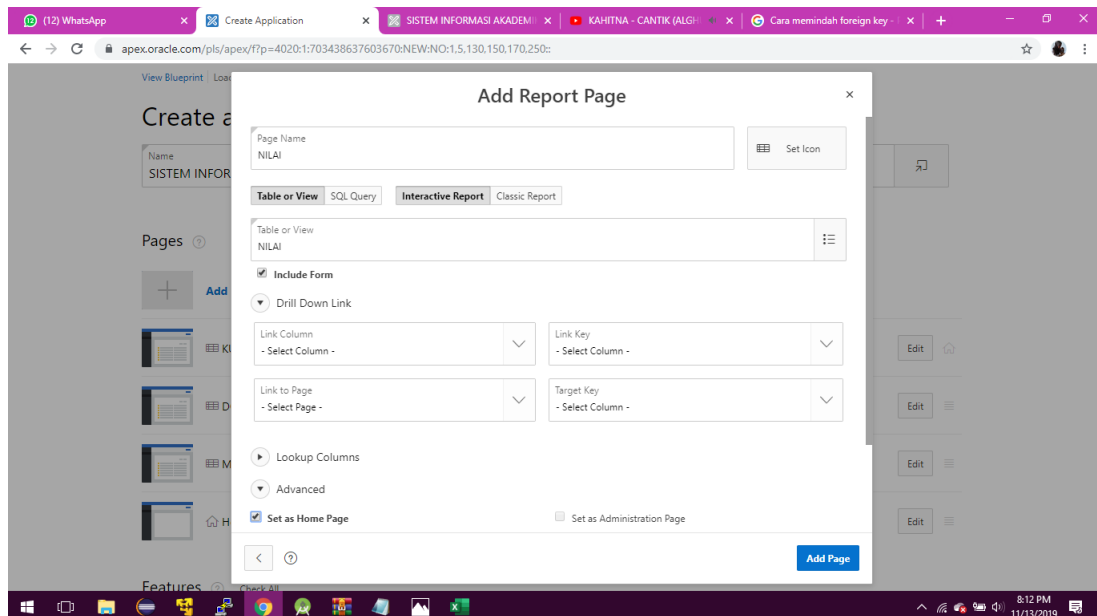 (12) WhatsApp
Create Application
SISTEM INFORMASI AKADEMI
KAHITNA - CANTIK (ALGH
Cara memindah foreign key -
apex.oracle.com/pls/apex/f?p=4020:1:703438637603670:NEW:NO:1,5,130,150,170,250::
View Blueprint
Create a
Name
SISTEM INFOR
Pages
Add
Edit
Edit
Edit
Edit
Features
Check All
Add Report Page
Page Name
NILAI
Set Icon
Table or View SQL Query Interactive Report Classic Report
Table or View
NILAI
Include Form
Drill Down Link
Link Column
- Select Column -
Link Key
- Select Column -
Link to Page
- Select Page -
Target Key
- Select Column -
Lookup Columns
Advanced
Set as Home Page
Set as Administration Page
Add Page
8:12 PM
11/13/2019